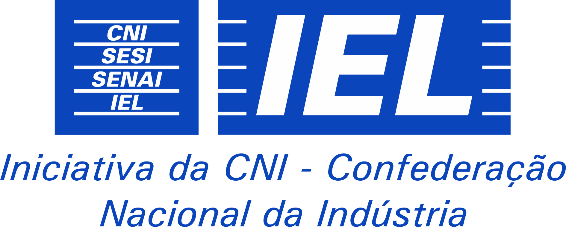 CNI
SESI
SENAI
IEL
IEL
Iniciativa da CNI - Confederação
Nacional da Indústria